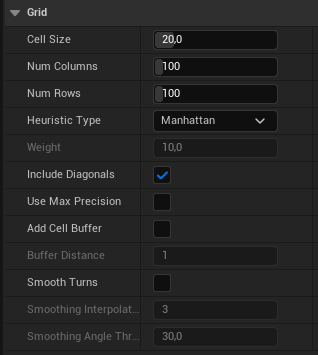 Grid
Cell Size 20,0
Num Columns 100
Num Rows 100
Heuristic Type Manhattan
Weight 10,0
Include Diagonals
Use Max Precision
Add Cell Buffer
Buffer Distance 1
Smooth Turns
Smoothing Interpolat... 3
Smoothing Angle Thr... 30,0